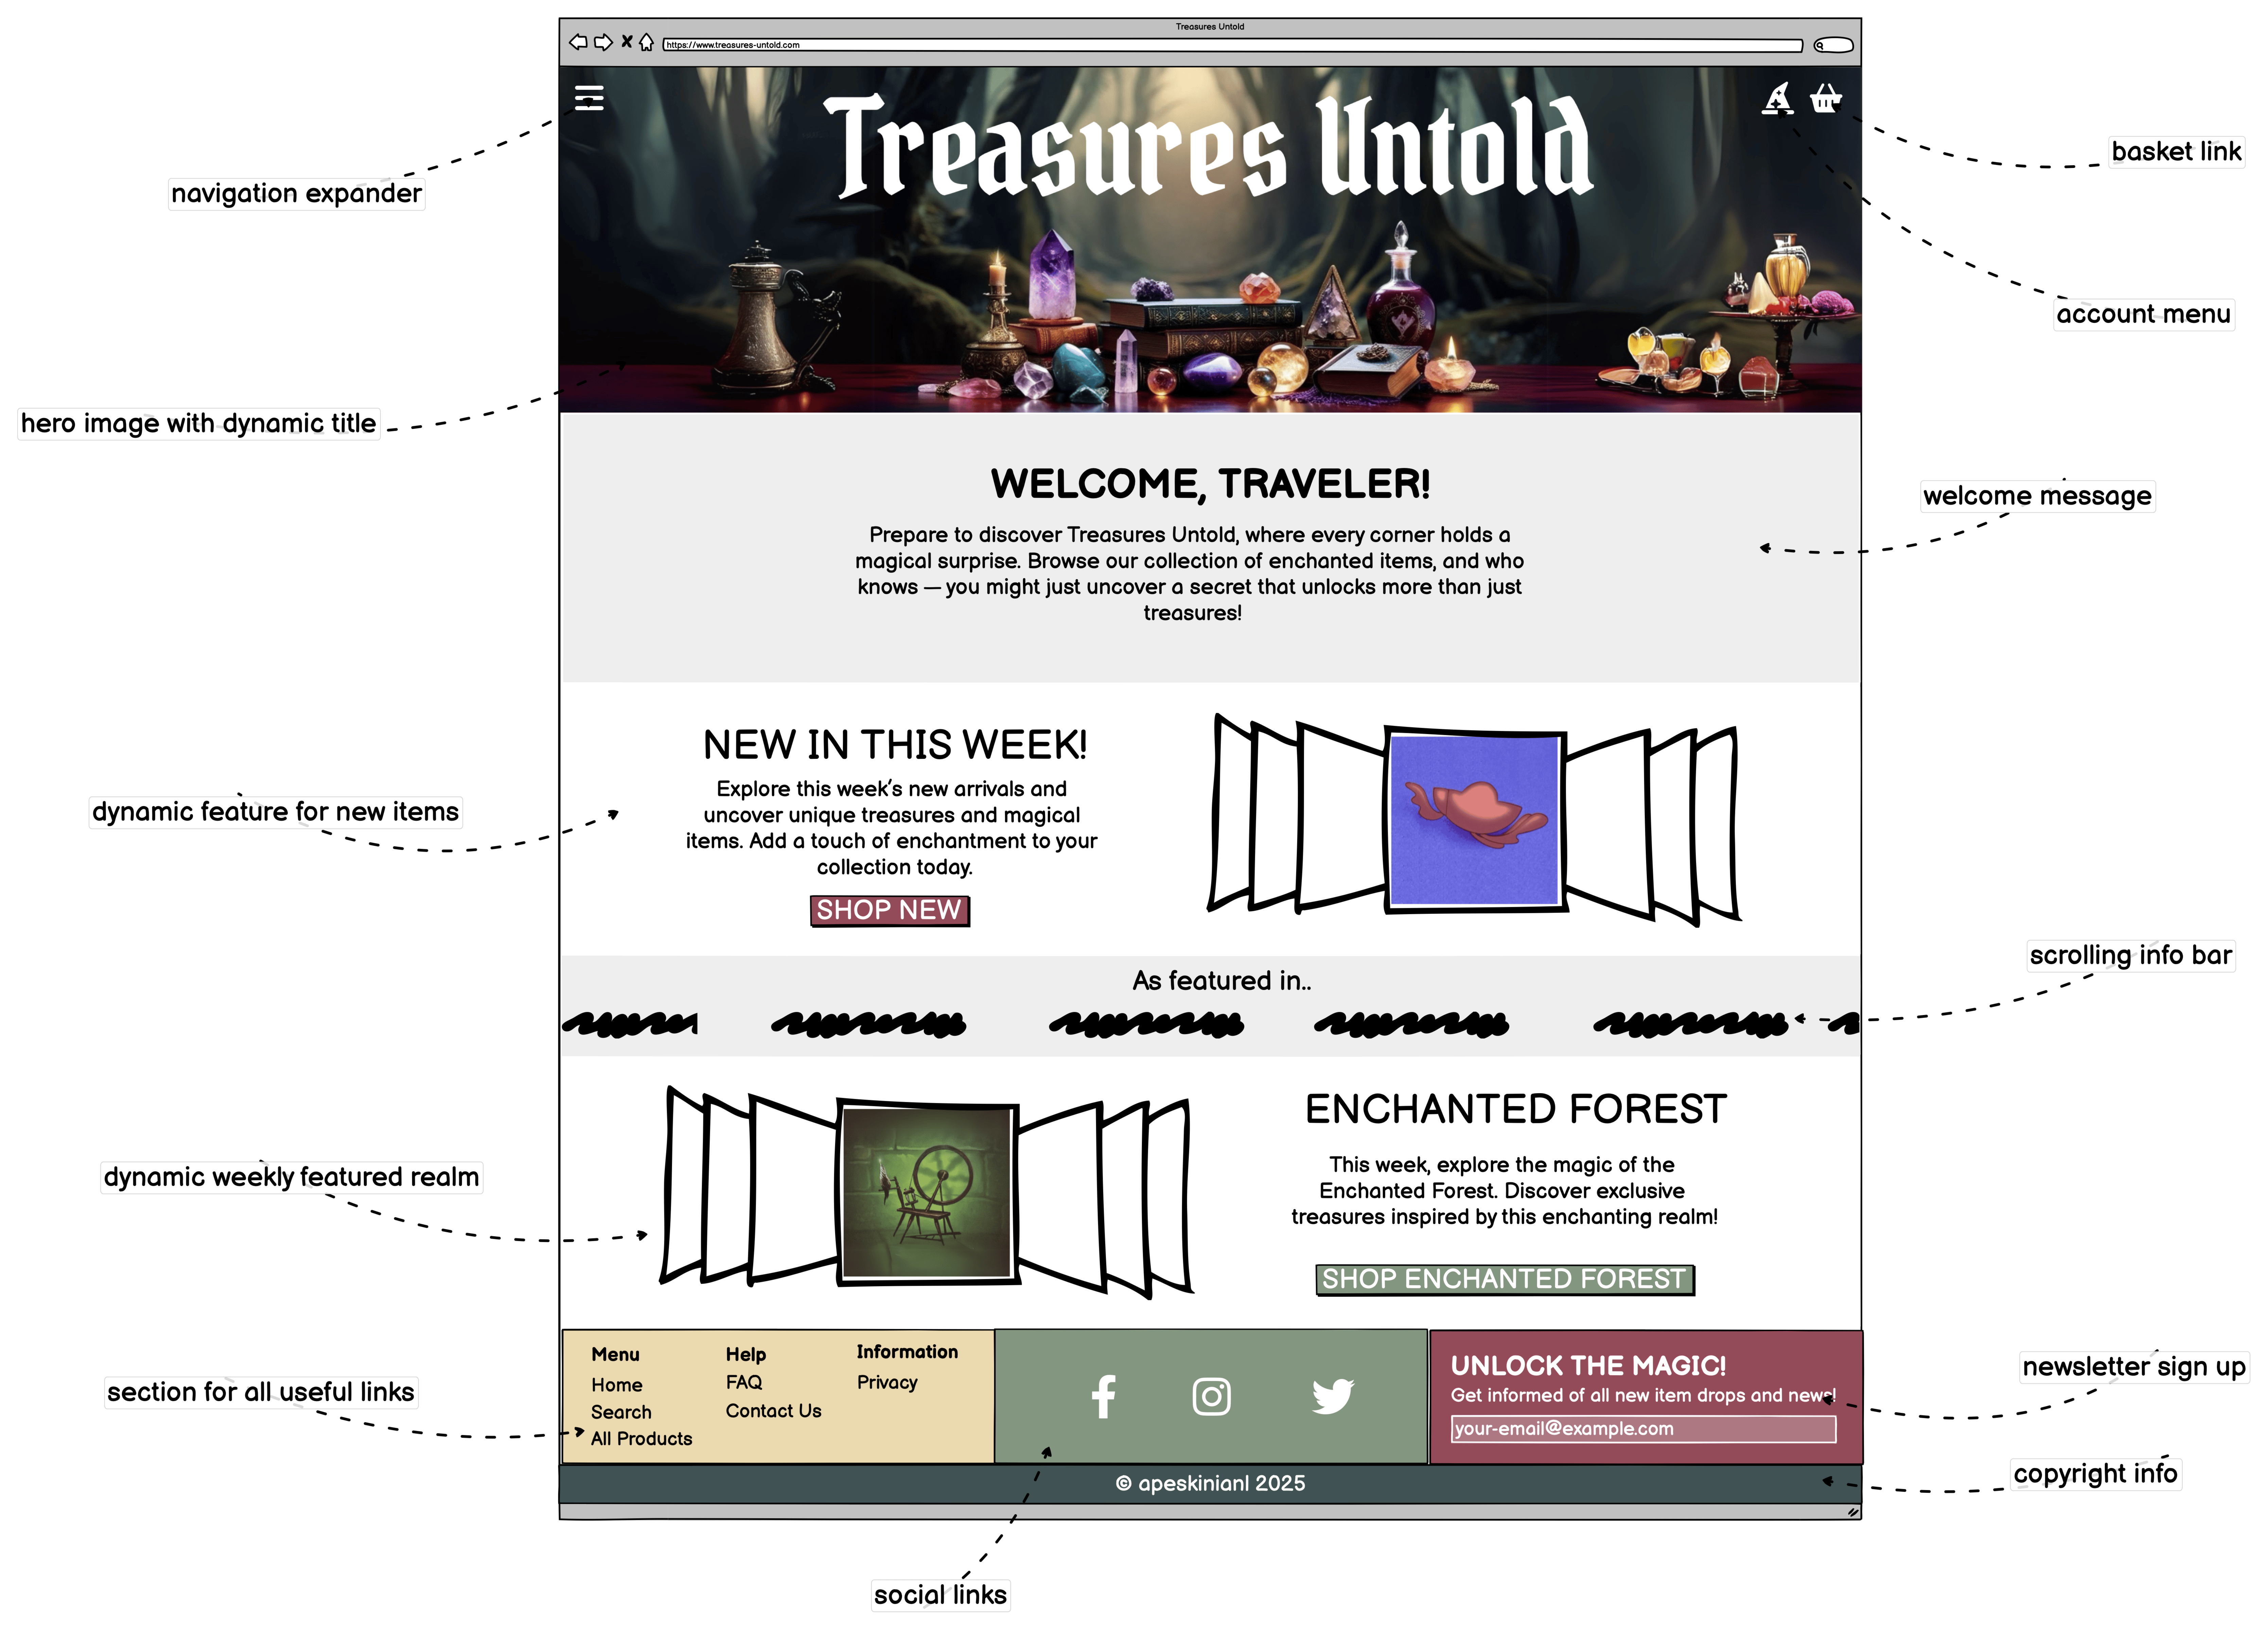 Treasures Untold
https://www.treasures-untold.com
Treasures Untold
navigation expander
basket link
account menu
hero image with dynamic title
WELCOME, TRAVELER!
Prepare to discover Treasures Untold, where every corner holds a
magical surprise. Browse our collection of enchanted items, and who
knows — you might just uncover a secret that unlocks more than just
treasures!
welcome message
NEW IN THIS WEEK!
Explore this week's new arrivals and
uncover unique treasures and magical
items. Add a touch of enchantment to your
collection today.
SHOP NEW
dynamic feature for new items
As featured in..
scrolling info bar
dynamic weekly featured realm
ENCHANTED FOREST
This week, explore the magic of the
Enchanted Forest. Discover exclusive
treasures inspired by this enchanting realm!
SHOP ENCHANTED FOREST
section for all useful links
Menu
Home
Search
All Products
Help
FAQ
Contact Us
Information
Privacy
UNLOCK THE MAGIC!
Get informed of all new item drops and news!
your-email@example.com
newsletter sign up
© apeskinianl 2025
copyright info
social links